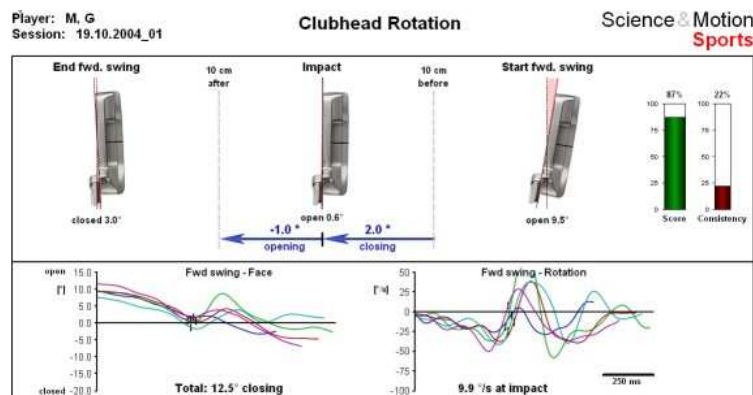 Player: M, G
Session: 19.10.2004_01
Clubhead Rotation
Science&Motion
Sports
End fwd. swing
10 cm
after
Impact
10 cm
before
Start fwd. swing
closed 3.0°
open 0.6°
open 9.5°
-1.0 °
opening
2.0 °
closing
87%
22%
100
75
50
25
0
100
75
50
25
0
Score
Consistency
Fwd swing - Face
open
[°]
closed
20.0
15.0
10.0
5.0
0.0
-5.0
-10.0
-15.0
-20.0
Total: 12.5° closing
Fwd swing - Rotation
[°/s]
50
25
0
-25
-50
-75
-100
9.9 °/s at impact
250 ms